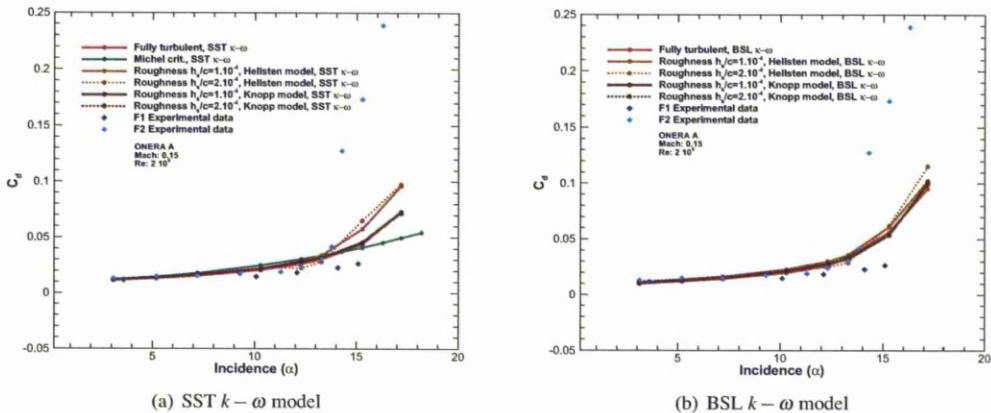 0.25
0.2
0.15
0.1
0.05
0
-0.05
C_d
Fully turbulent, SST κ-ω
Michel crit., SST κ-ω
Roughness h_s/c=1.10^-4, Hellsten model, SST κ-ω
Roughness h_s/c=2.10^-4, Hellsten model, SST κ-ω
Roughness h_s/c=1.10^-4, Knopp model, SST κ-ω
Roughness h_s/c=2.10^-4, Knopp model, SST κ-ω
F1 Experimental data
F2 Experimental data
ONERA A
Mach: 0.15
Re: 2 10
5 10 15 20
Incidence (α)
(a) SST k − ω model
0.25
0.2
0.15
0.1
0.05
0
-0.05
C_d
Fully turbulent, BSL κ-ω
Roughness h_s/c=1.10^-4, Hellsten model, BSL κ-ω
Roughness h_s/c=2.10^-4, Hellsten model, BSL κ-ω
Roughness h_s/c=1.10^-4, Knopp model, BSL κ-ω
Roughness h_s/c=2.10^-4, Knopp model, BSL κ-ω
F1 Experimental data
F2 Experimental data
ONERA A
Mach: 0.15
Re: 2 10
5 10 15 20
Incidence (α)
(b) BSL k − ω model